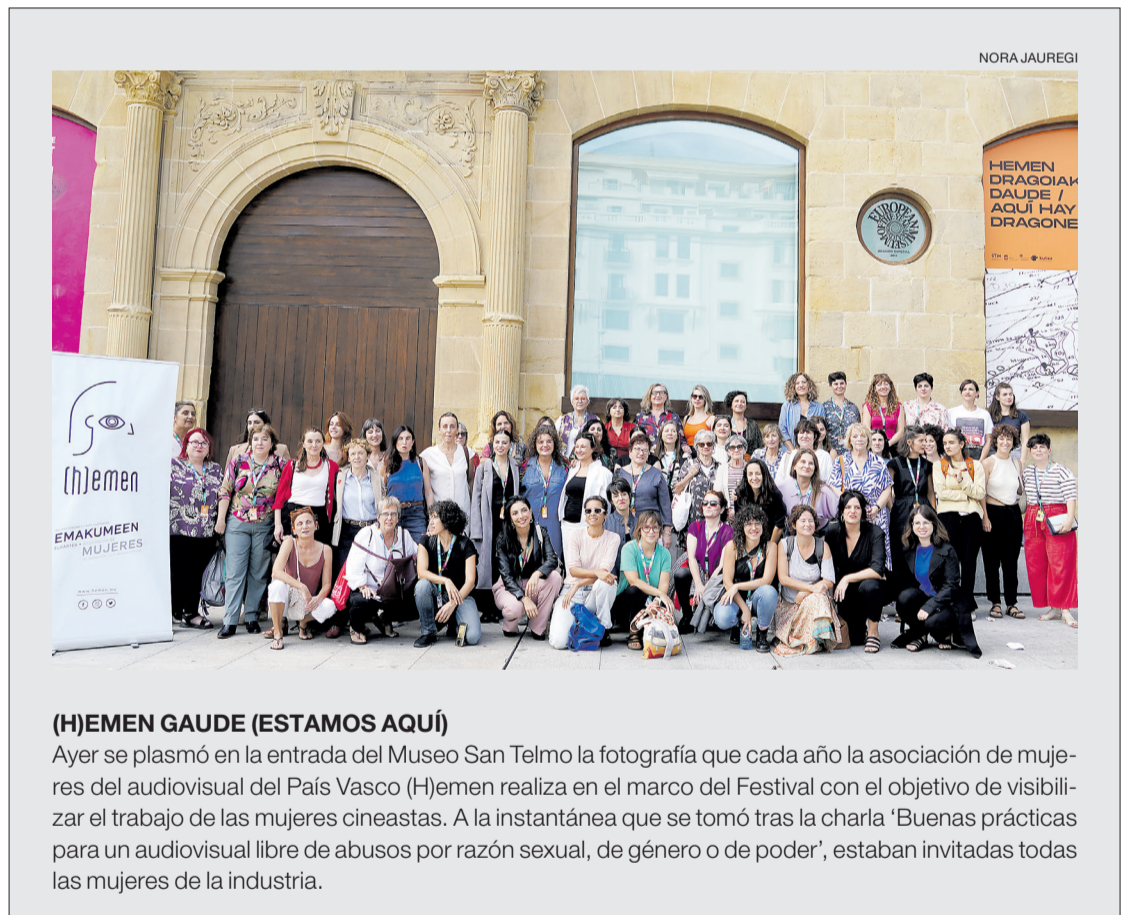 NORA JAUREGI
HEMEN
DRAGOIAK
DAUDE /
AQUÍ HAY
DRAGONE
EUROPEAN
MUSEUM
(h)emen
EMAKUMEEN
MUJERES
(H)EMEN GAUDE (ESTAMOS AQUÍ)
Ayer se plasmó en la entrada del Museo San Telmo la fotografía que cada año la asociación de muje-
res del audiovisual del País Vasco (H)emen realiza en el marco del Festival con el objetivo de visibili-
zar el trabajo de las mujeres cineastas. A la instantánea que se tomó tras la charla ‘Buenas prácticas
para un audiovisual libre de abusos por razón sexual, de género o de poder’, estaban invitadas todas
las mujeres de la industria.